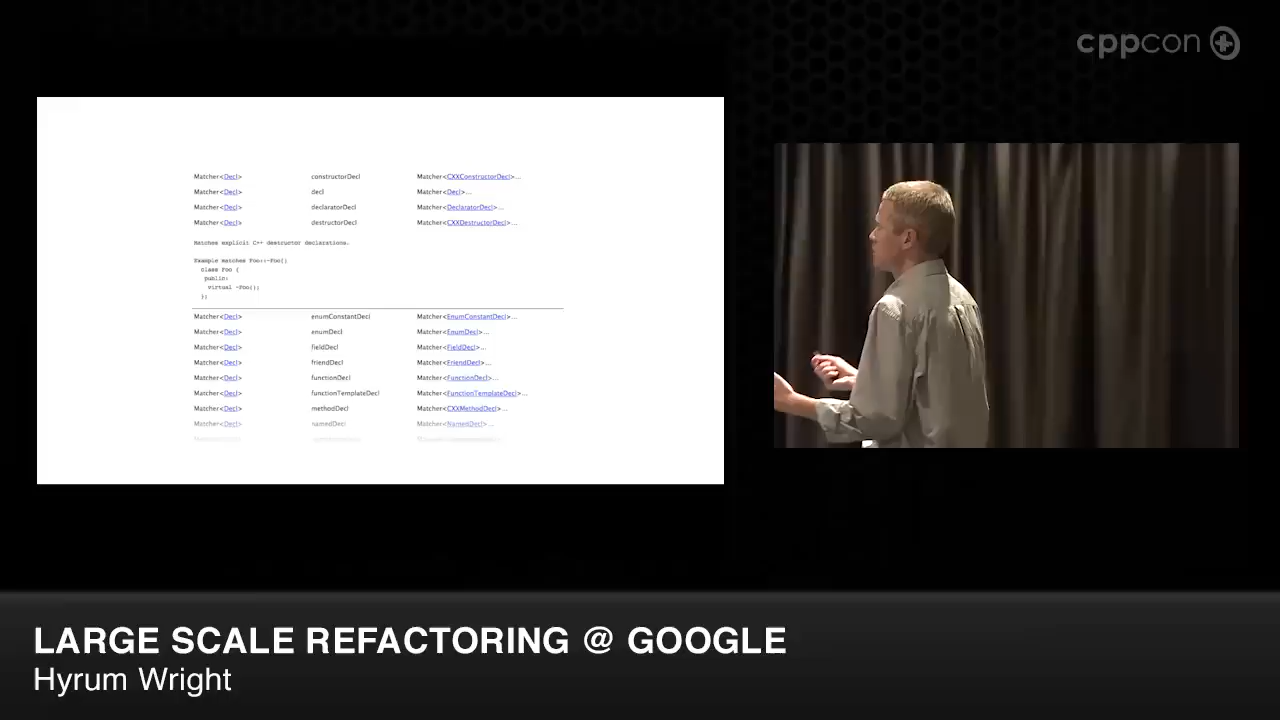 cppcon
Matcher<Decl> constructorDecl Matcher<CXXConstructorDecl>...
Matcher<Decl> decl Matcher<Decl>...
Matcher<Decl> declaratorDecl Matcher<DeclaratorDecl>...
Matcher<Decl> destructorDecl Matcher<CXXDestructorDecl>...
Matches explicit C++ destructor declarations.
Example matches Foo::~Foo()
class Foo {
public:
virtual ~Foo();
};
Matcher<Decl> enumConstantDecl Matcher<EnumConstantDecl>...
Matcher<Decl> enumDecl Matcher<EnumDecl>...
Matcher<Decl> fieldDecl Matcher<FieldDecl>...
Matcher<Decl> friendDecl Matcher<FriendDecl>...
Matcher<Decl> functionDecl Matcher<FunctionDecl>...
Matcher<Decl> functionTemplateDecl Matcher<FunctionTemplateDecl>...
Matcher<Decl> methodDecl Matcher<CXXMethodDecl>...
Matcher<Decl> namedDecl Matcher<NamedDecl>...
LARGE SCALE REFACTORING @ GOOGLE
Hyrum Wright